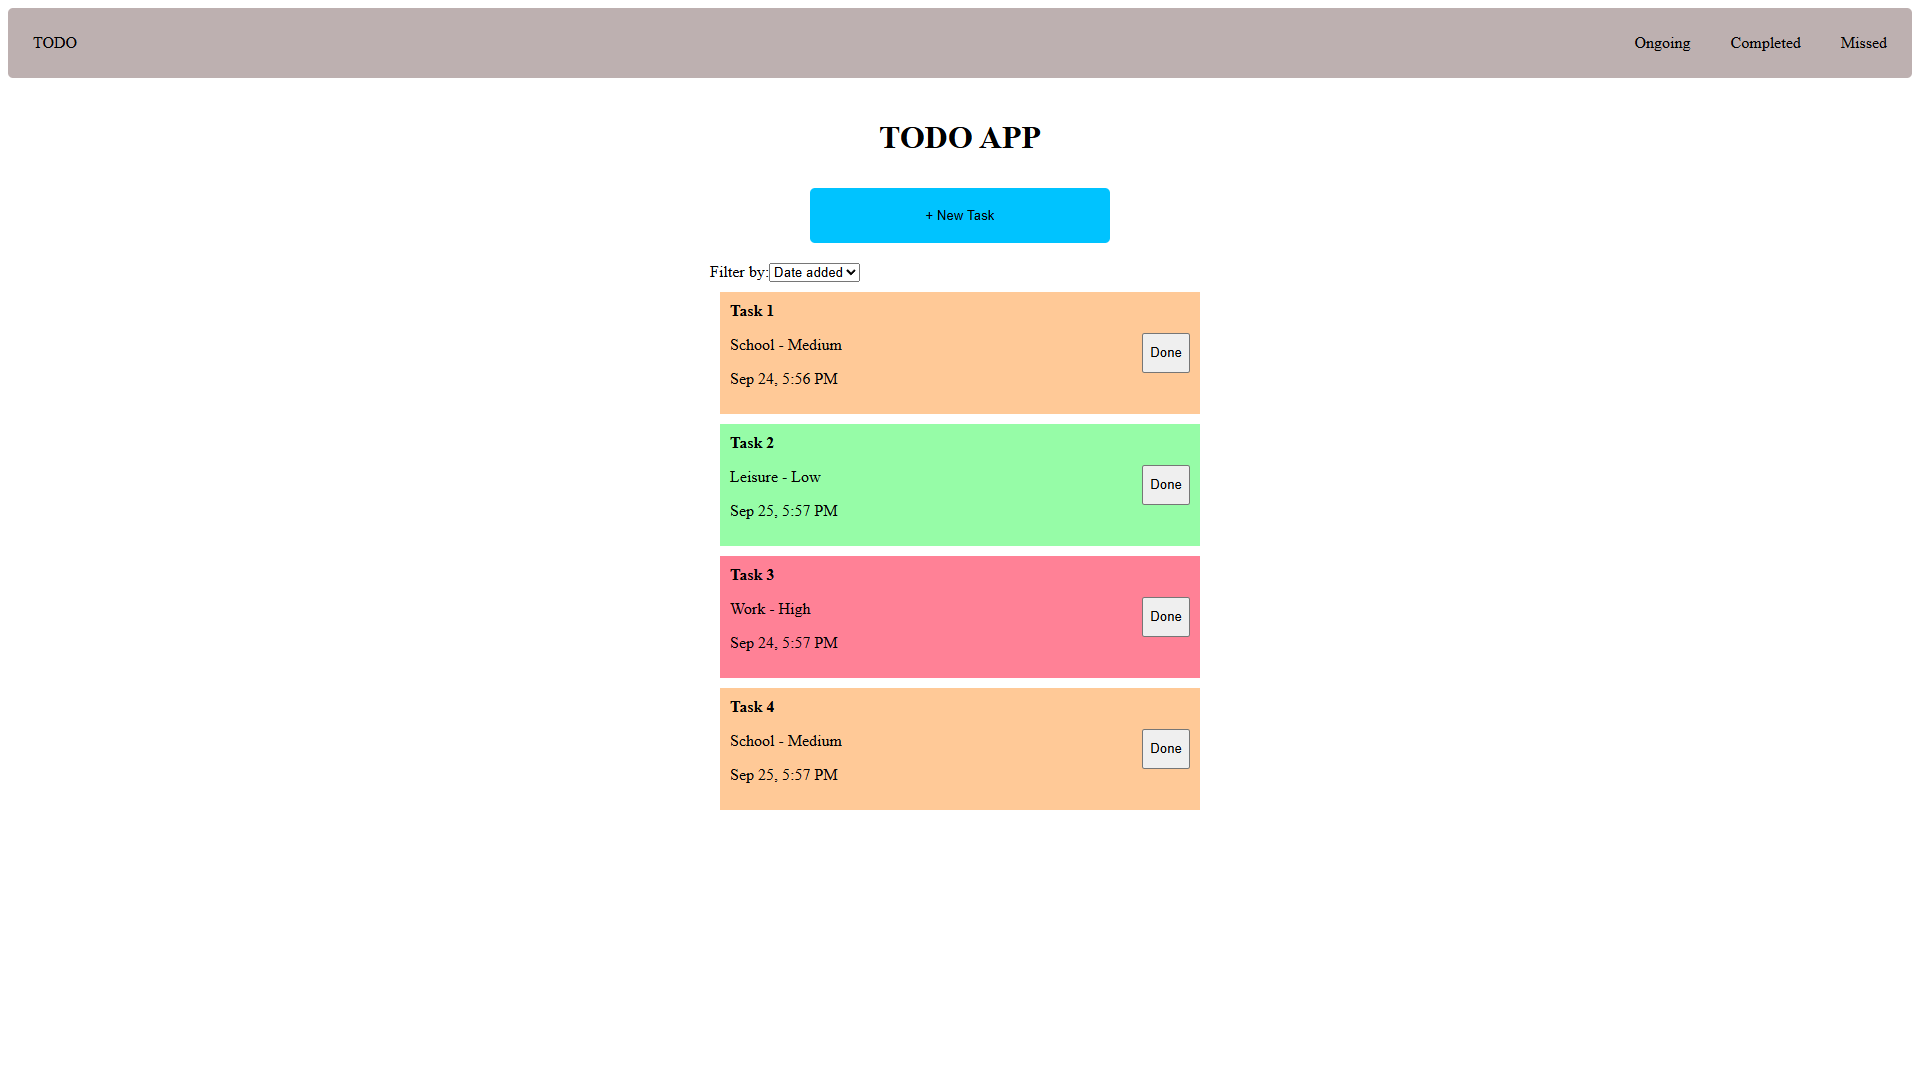 TODO Ongoing Completed Missed
TODO APP
+ New Task
Filter by: Date added
Task 1
School - Medium
Done
Sep 24, 5:56 PM
Task 2
Leisure - Low
Done
Sep 25, 5:57 PM
Task 3
Work - High
Done
Sep 24, 5:57 PM
Task 4
School - Medium
Done
Sep 25, 5:57 PM